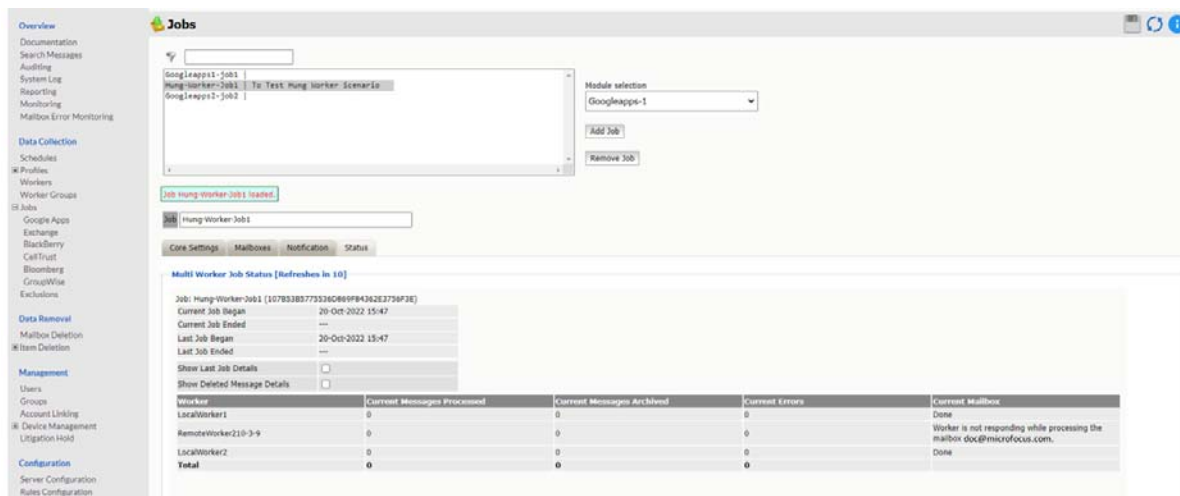 Overview
Documentation
Search Messages
Auditing
System Log
Reporting
Monitoring
Mailbox Error Monitoring
Data Collection
Schedules
Profiles
Workers
Worker Groups
Jobs
Google Apps
Exchange
BlackBerry
CellTrust
Bloomberg
GroupWise
Exclusions
Data Removal
Mailbox Deletion
Item Deletion
Management
Users
Groups
Account Linking
Device Management
Litigation Hold
Configuration
Server Configuration
Rules Configuration
Jobs
Googleapps1-job1 |
Hung-Worker-Job1 | To Test Hung Worker Scenario
Googleapps2-job2 |
Module selection
Googleapps-1
Add Job
Remove Job
Job Hung-Worker-Job1 loaded.
Job Hung-Worker-Job1
Core Settings Mailboxes Notification Status
Multi Worker Job Status [Refreshes in 10]
Job: Hung-Worker-Job1
Current Job Began 20-Oct-2022 15:47
Current Job Ended ---
Last Job Began 20-Oct-2022 15:47
Last Job Ended ---
Show Last Job Details
Show Deleted Message Details
Worker Current Messages Processed Current Messages Archived Current Errors Current Mailbox
LocalWorker1 0 0 0 Done
RemoteWorker210-3-9 0 0 0 Worker is not responding while processing the
mailbox doc@microfocus.com.
LocalWorker2 0 0 0 Done
Total 0 0 0